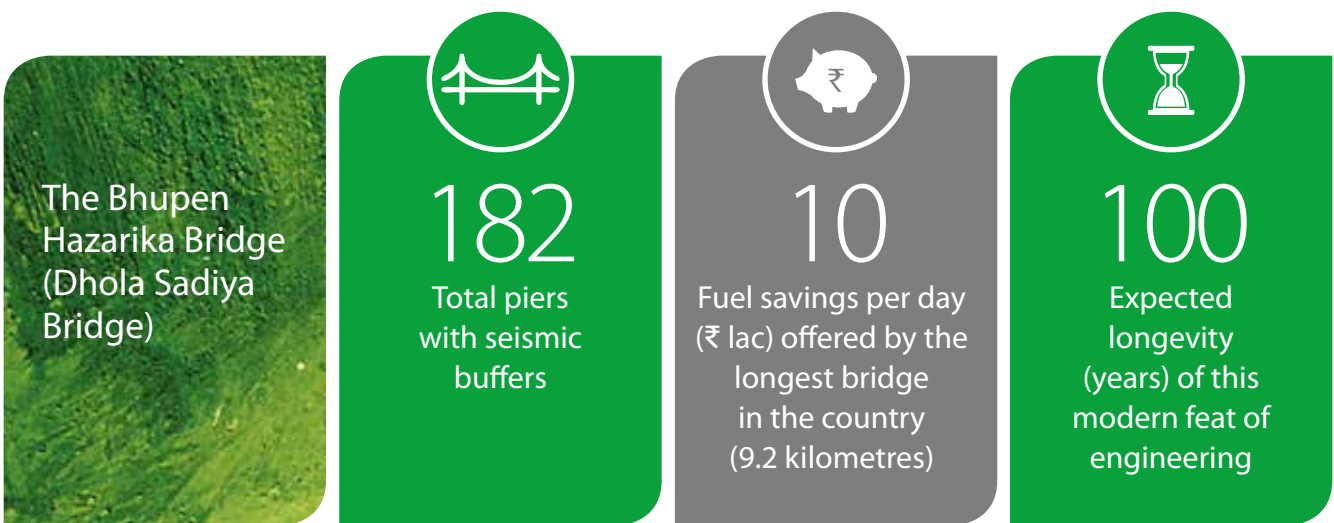 The Bhupen
Hazarika Bridge
(Dhola Sadiya
Bridge)
182
Total piers
with seismic
buffers
₹
10
Fuel savings per day
(₹ lac) offered by the
longest bridge
in the country
(9.2 kilometres)
100
Expected
longevity
(years) of this
modern feat of
engineering